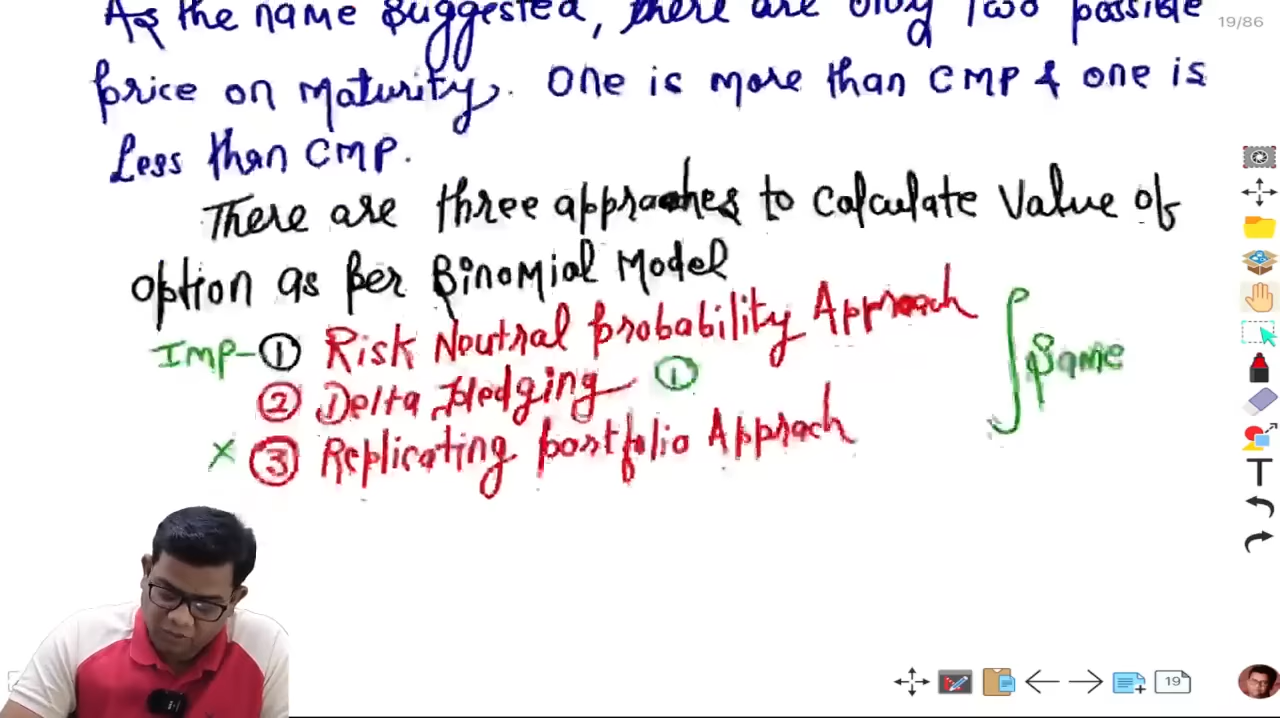 As the name suggested, there are only two possible
19/86
price on maturity. One is more than CMP & one is
Less than CMP.
There are three approaches to calculate value of
option as per Binomial Model
Imp- ① Risk Neutral probability Approach
② Delta Hedging ①
Same
× ③ Replicating portfolio Approach
T
19